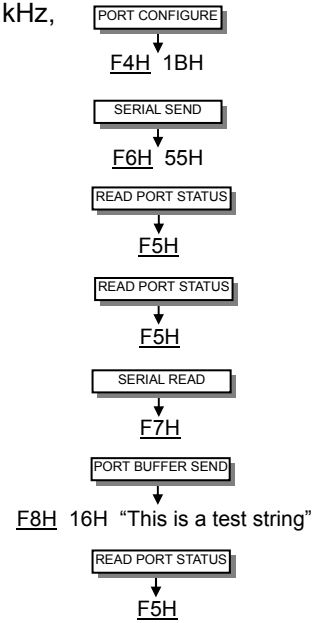 kHz,
PORT CONFIGURE
F4H 1BH
SERIAL SEND
F6H 55H
READ PORT STATUS
F5H
READ PORT STATUS
F5H
SERIAL READ
F7H
PORT BUFFER SEND
F8H 16H “This is a test string”
READ PORT STATUS
F5H